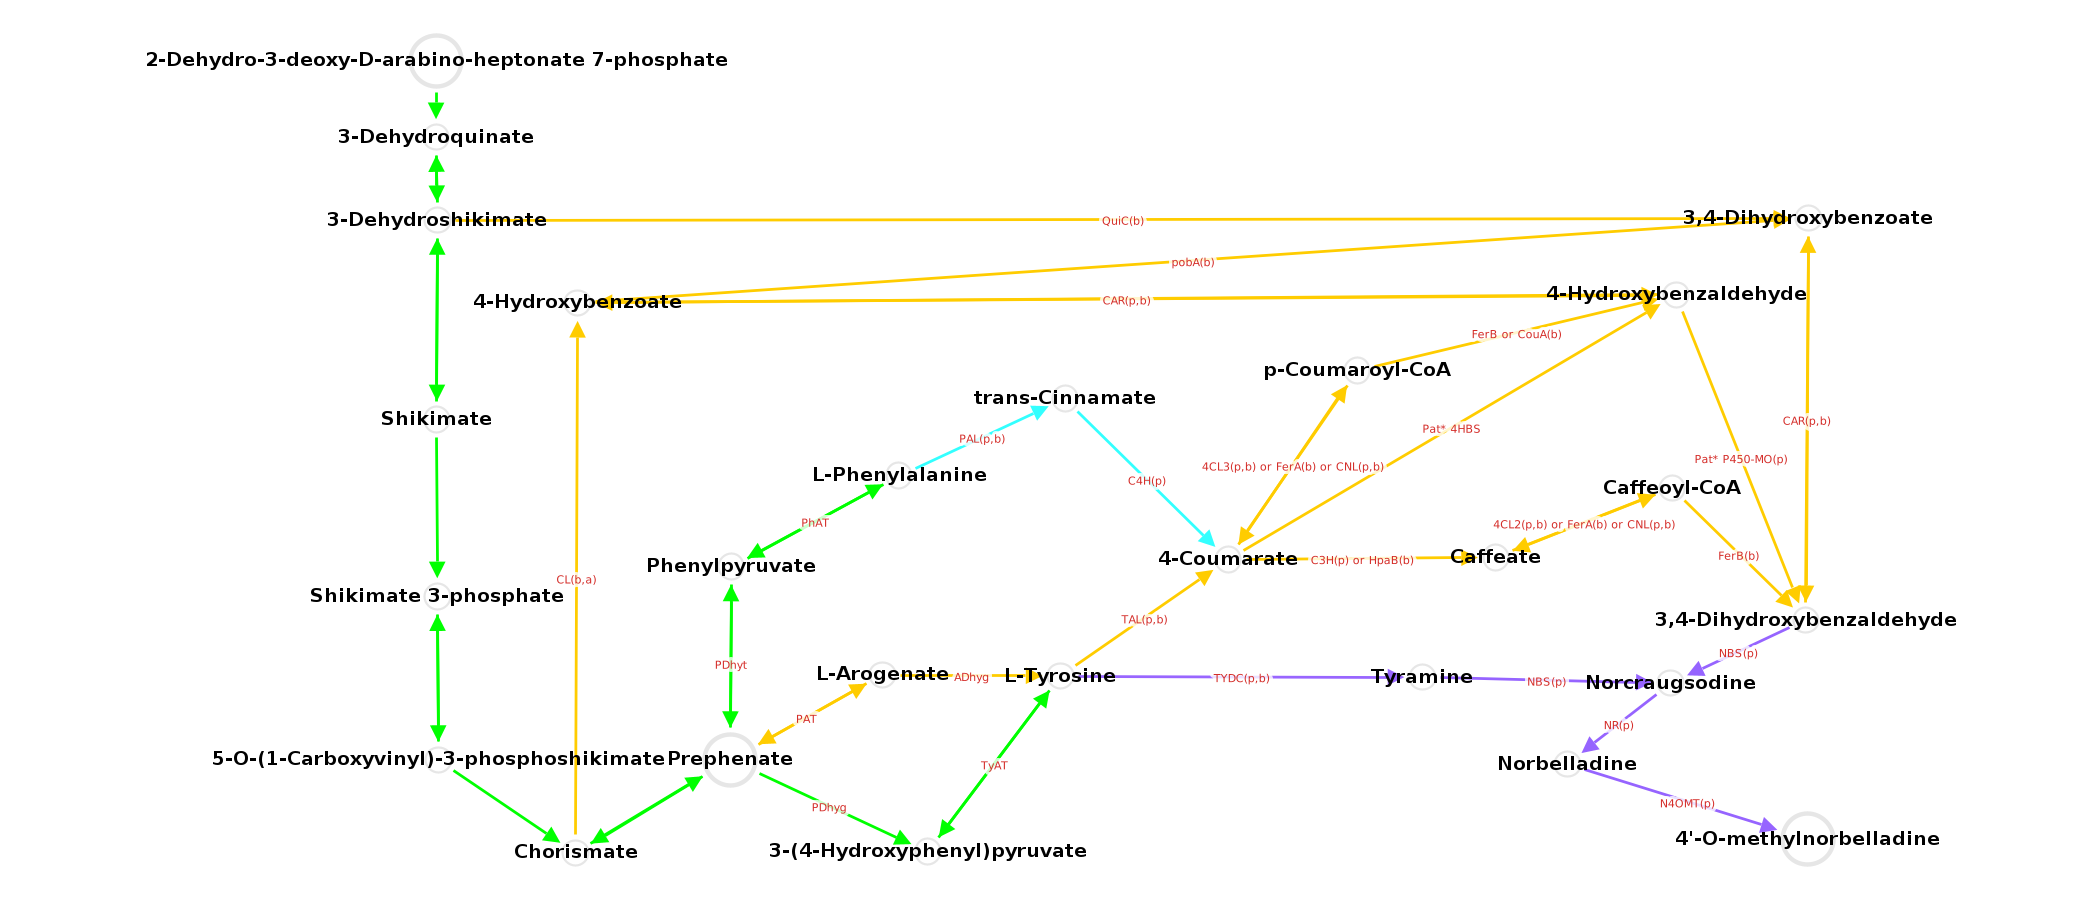 2-Dehydro-3-deoxy-D-arabino-heptonate 7-phosphate
3-Dehydroquinate
3-Dehydroshikimate
QuiC(b)
3,4-Dihydroxybenzoate
pobA(b)
4-Hydroxybenzoate
CAR(p,b)
4-Hydroxybenzaldehyde
FerB or CouA(b)
p-Coumaroyl-CoA
trans-Cinnamate
Shikimate
PAL(p,b)
Pat* 4HBS
CAR(p,b)
L-Phenylalanine
C4H(p)
4CL3(p,b) or FerA(b) or CNL(p,b)
Pat* P450-MO(p)
Caffeoyl-CoA
PhAT
4CL2(p,b) or FerA(b) or CNL(p,b)
Phenylpyruvate
4-Coumarate
C3H(p) or HpaB(b)
Caffeate
FerB(b)
CL(b,a)
Shikimate 3-phosphate
TAL(p,b)
3,4-Dihydroxybenzaldehyde
PDhyt
NBS(p)
L-Arogenate
ADhyg
L-Tyrosine
TYDC(p,b)
Tyramine
NBS(p)
Norcraugsodine
PAT
NR(p)
5-O-(1-Carboxyvinyl)-3-phosphoshikimate
Prephenate
TyAT
Norbelladine
PDhyg
N4OMT(p)
Chorismate
3-(4-Hydroxyphenyl)pyruvate
4'-O-methylnorbelladine